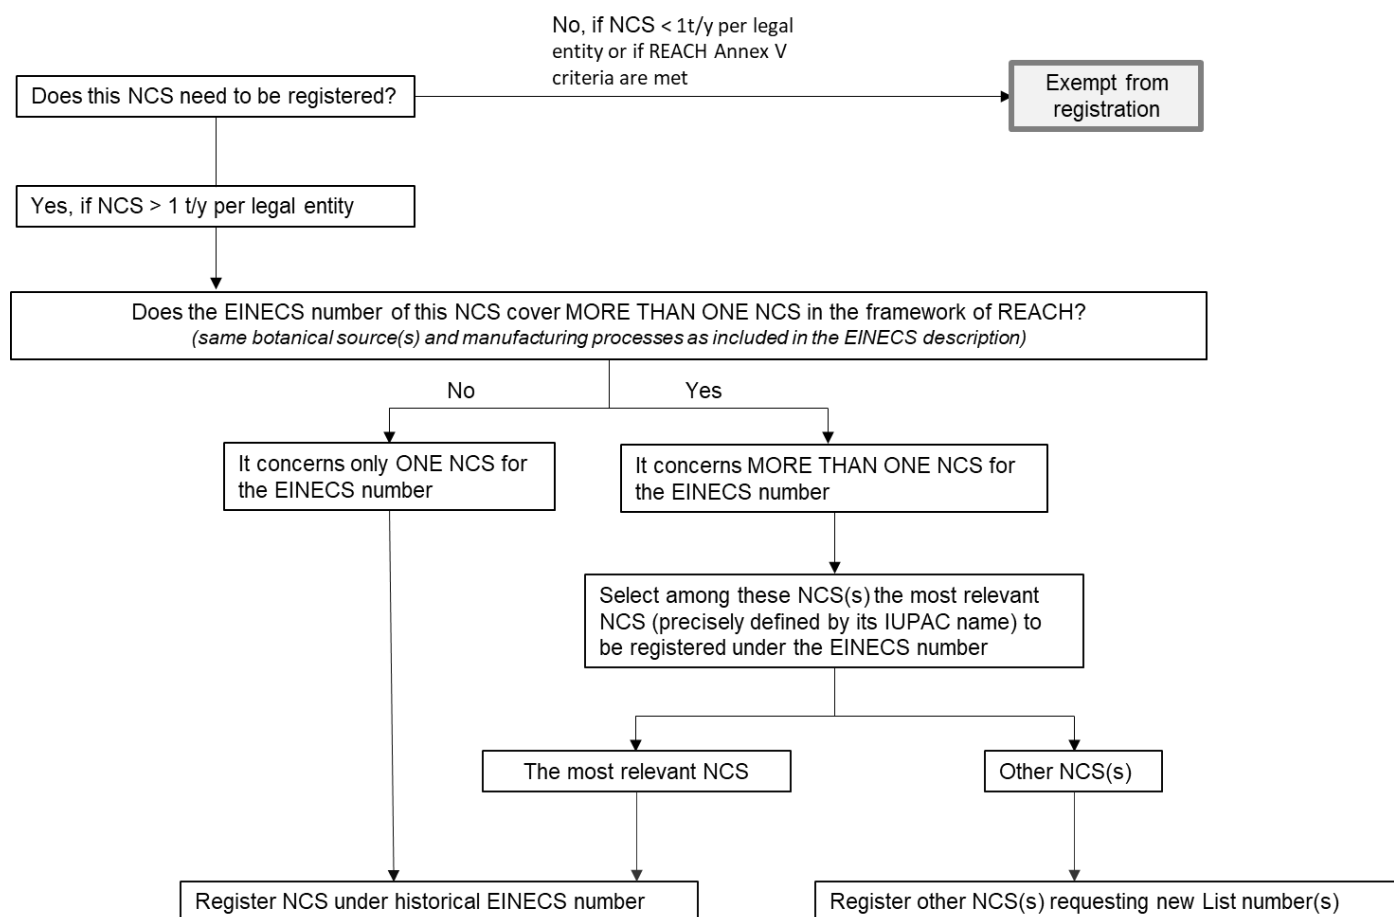 No, if NCS < 1t/y per legal
entity or if REACH Annex V
criteria are met
Does this NCS need to be registered?
Exempt from
registration
Yes, if NCS > 1 t/y per legal entity
Does the EINECS number of this NCS cover MORE THAN ONE NCS in the framework of REACH?
(same botanical source(s) and manufacturing processes as included in the EINECS description)
No
Yes
It concerns only ONE NCS for
the EINECS number
It concerns MORE THAN ONE NCS for
the EINECS number
Select among these NCS(s) the most relevant
NCS (precisely defined by its IUPAC name) to
be registered under the EINECS number
The most relevant NCS
Other NCS(s)
Register NCS under historical EINECS number
Register other NCS(s) requesting new List number(s)